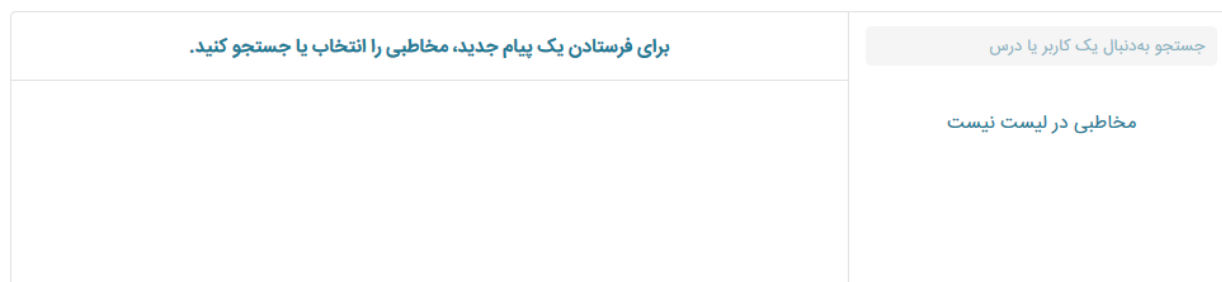 جستجو به‌دنبال یک کاربر یا درس
برای فرستادن یک پیام جدید، مخاطبی را انتخاب یا جستجو کنید.
مخاطبی در لیست نیست